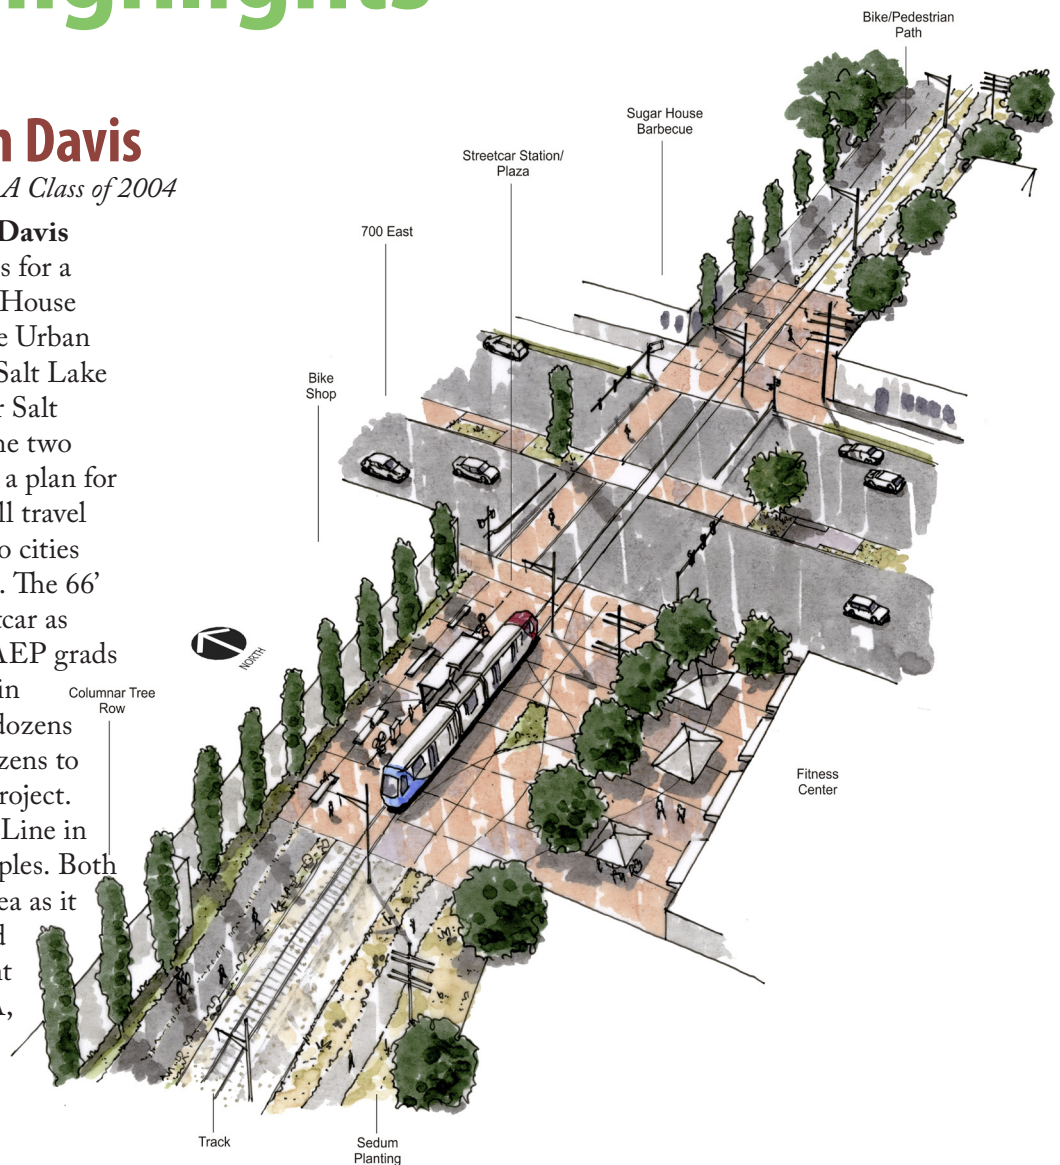 ighlights
n Davis
A Class of 2004
Davis
s for a
House
e Urban
Salt Lake
r Salt
ne two
a plan for
ll travel
o cities
. The 66’
tcar as
AEP grads
in
dozens
zens to
roject.
Line in
ples. Both
ea as it
d
nt
A,
Bike/Pedestrian
Path
Sugar House
Barbecue
Streetcar Station/
Plaza
700 East
Bike
Shop
NORTH
Columnar Tree
Row
Fitness
Center
Track
Sedum
Planting